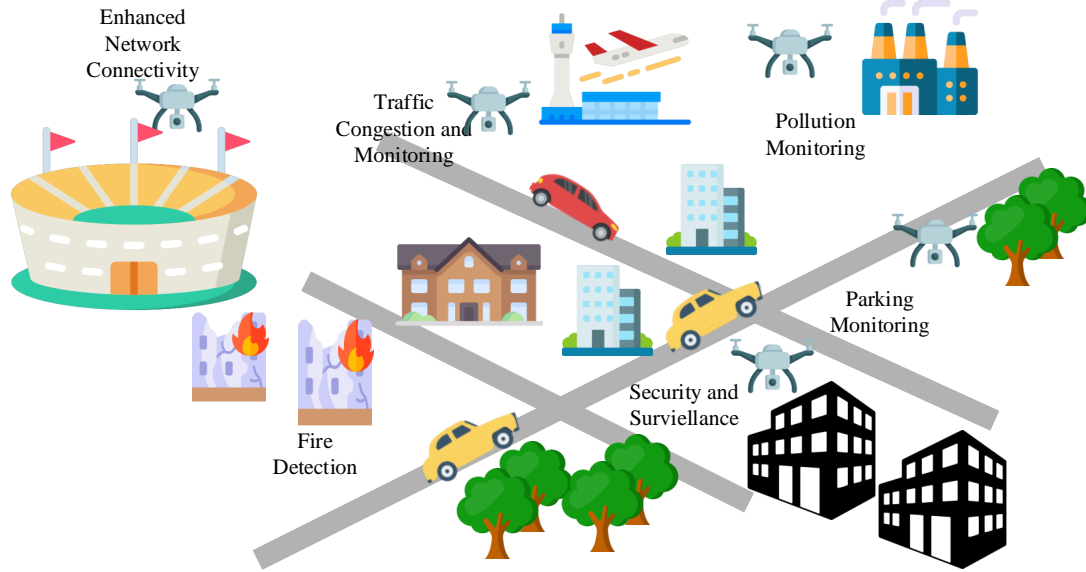 Enhanced
Network
Connectivity
Traffic
Congestion and
Monitoring
Pollution
Monitoring
Parking
Monitoring
Security and
Surviellance
Fire
Detection